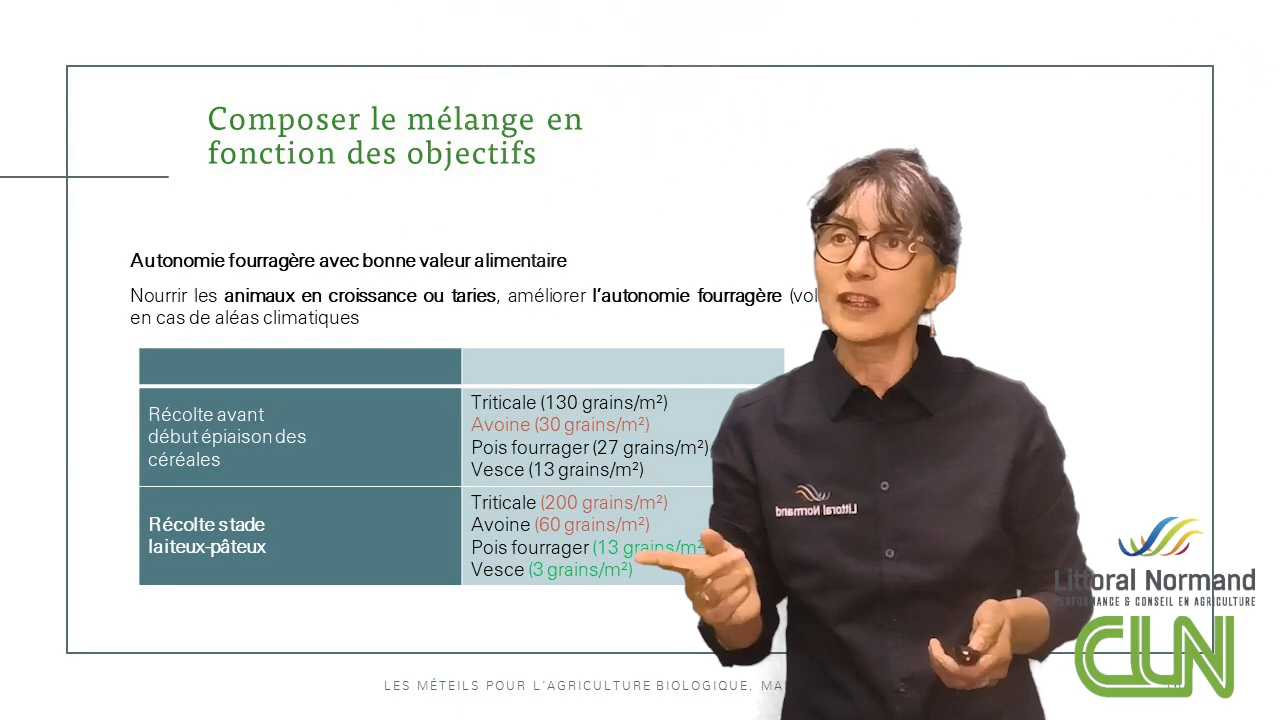 Composer le mélange en
fonction des objectifs
Autonomie fourragère avec bonne valeur alimentaire
Nourrir les animaux en croissance ou taries, améliorer l'autonomie fourragère
en cas de aléas climatiques
Récolte avant
début épiaison des
céréales
Triticale (130 grains/m²)
Avoine (30 grains/m²)
Pois fourrager (27 grains/m²)
Vesce (13 grains/m²)
Récolte stade
laiteux-pâteux
Triticale (200 grains/m²)
Avoine (60 grains/m²)
Pois fourrager (13 grains/m²
Vesce (3 grains/m²)
Littoral Normand
Littoral Normand
PERFORMANCE & CONSEIL EN AGRICULTURE
CLN
LES MÉTEILS POUR L'AGRICULTURE BIOLOGIQUE,